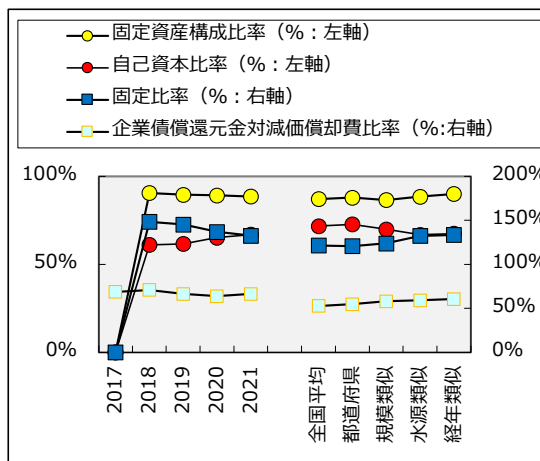 固定資産構成比率（%：左軸）
自己資本比率（%：左軸）
固定比率（%：右軸）
企業債償還元金対減価償却費比率（%:右軸）
100%
50%
0%
200%
150%
100%
50%
0%
2017
2018
2019
2020
2021
全国平均
都道府県
規模類似
水源類似
経年類似